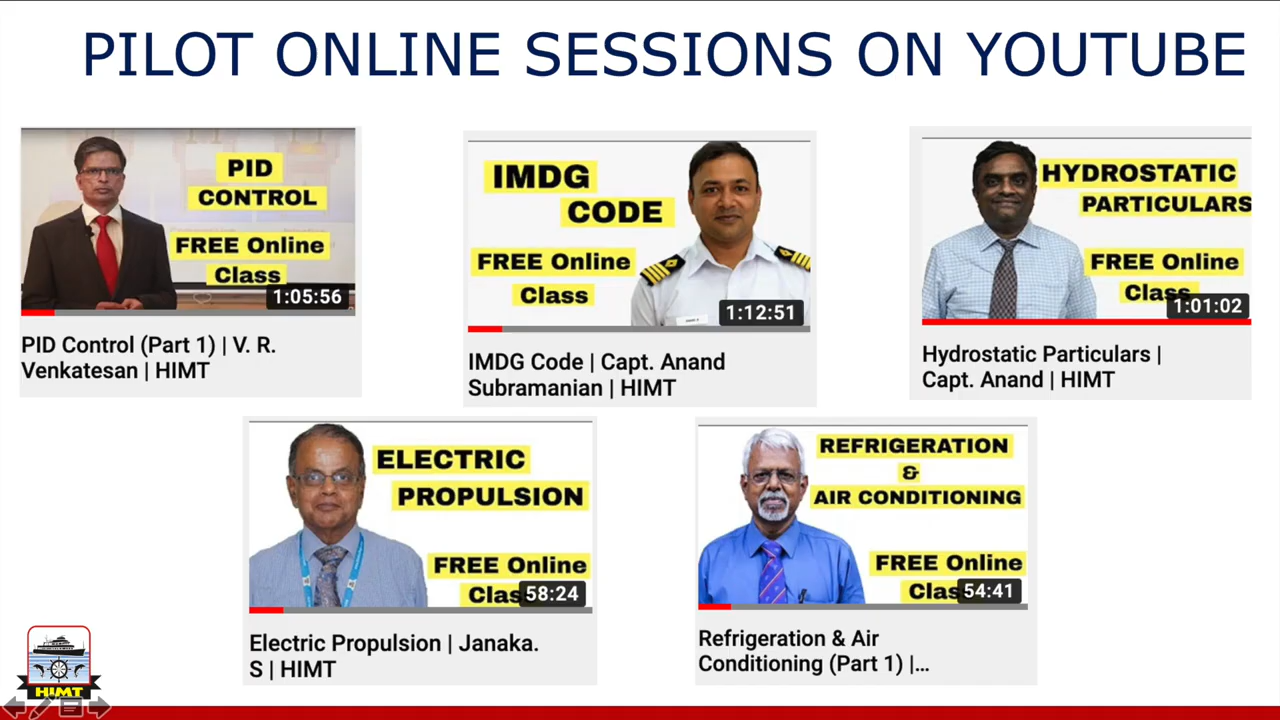 PILOT ONLINE SESSIONS ON YOUTUBE
PID
CONTROL
FREE Online
Class
1:05:56
PID Control (Part 1) | V. R.
Venkatesan | HIMT
IMDG
CODE
FREE Online
Class
1:12:51
IMDG Code | Capt. Anand
Subramanian | HIMT
HYDROSTATIC
PARTICULARS
FREE Online
Class
1:01:02
Hydrostatic Particulars |
Capt. Anand | HIMT
ELECTRIC
PROPULSION
FREE Online
Clas
58:24
Electric Propulsion | Janaka.
S | HIMT
REFRIGERATION
&
AIR CONDITIONING
FREE Online
Clas
54:41
Refrigeration & Air
Conditioning (Part 1) |...
HIMT